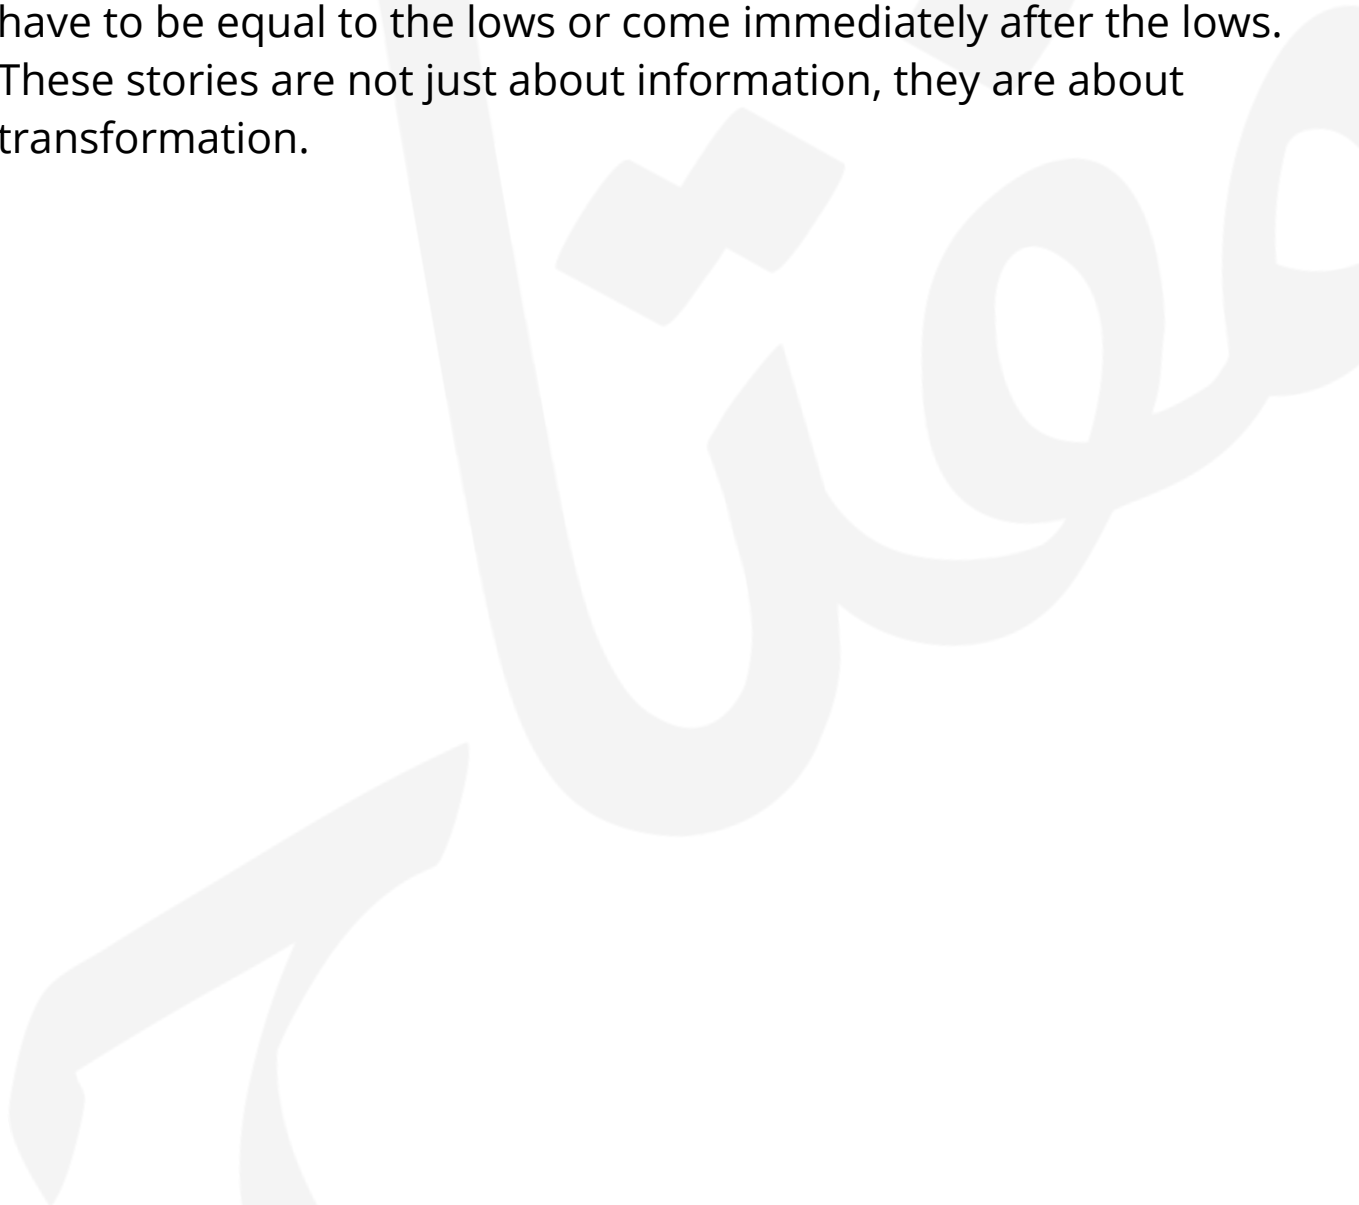 have to be equal to the lows or come immediately after the lows.
These stories are not just about information, they are about
transformation.